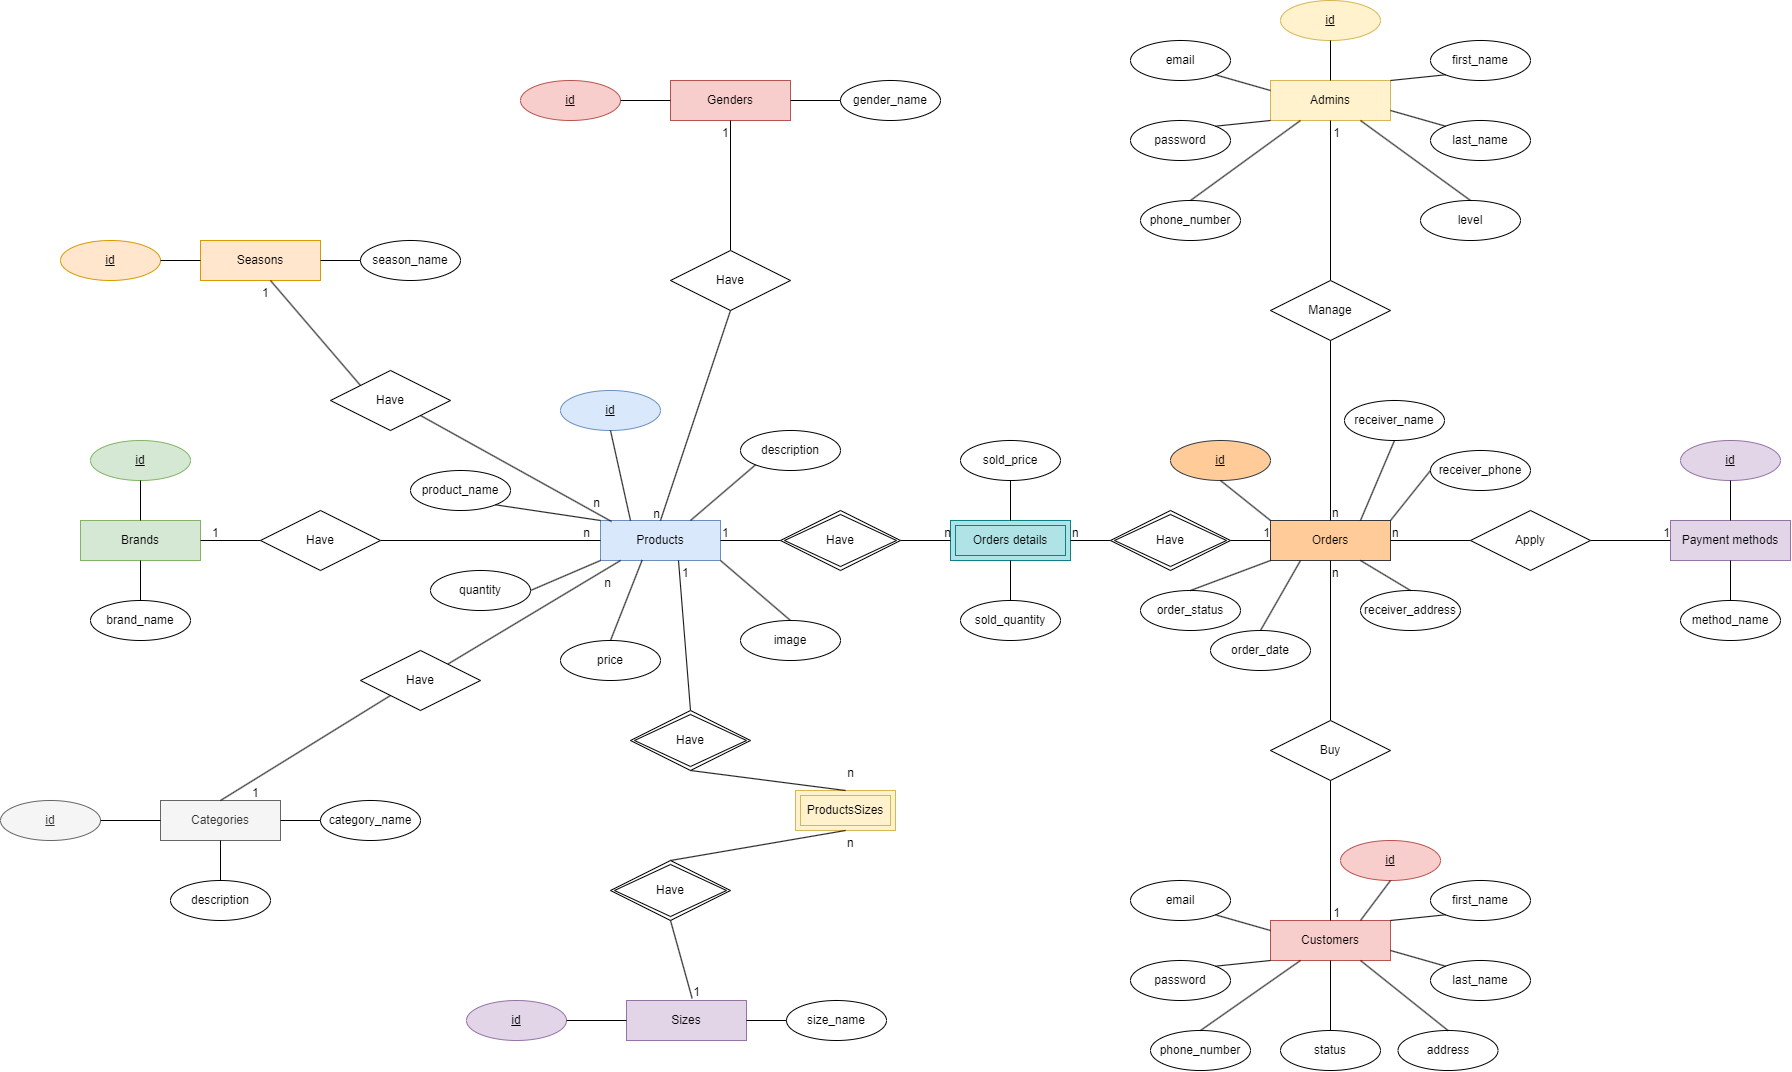 id
email
first_name
Admins
password
last_name
1
phone_number
level
id
Genders
gender_name
1
id
Seasons
season_name
1
Have
Manage
Have
id
receiver_name
n
product_name
n
description
id
Brands
brand_name
1
Have
n
Products
1
Have
n
sold_price
Orders details
sold_quantity
n
Have
1
id
n
Orders
receiver_phone
n
Apply
1
id
Payment methods
method_name
quantity
n
price
1
image
order_status
order_date
n
receiver_address
Have
Have
n
Buy
ProductsSizes
n
1
id
Categories
category_name
description
Have
1
id
Sizes
size_name
id
1
email
first_name
Customers
password
last_name
phone_number
status
address